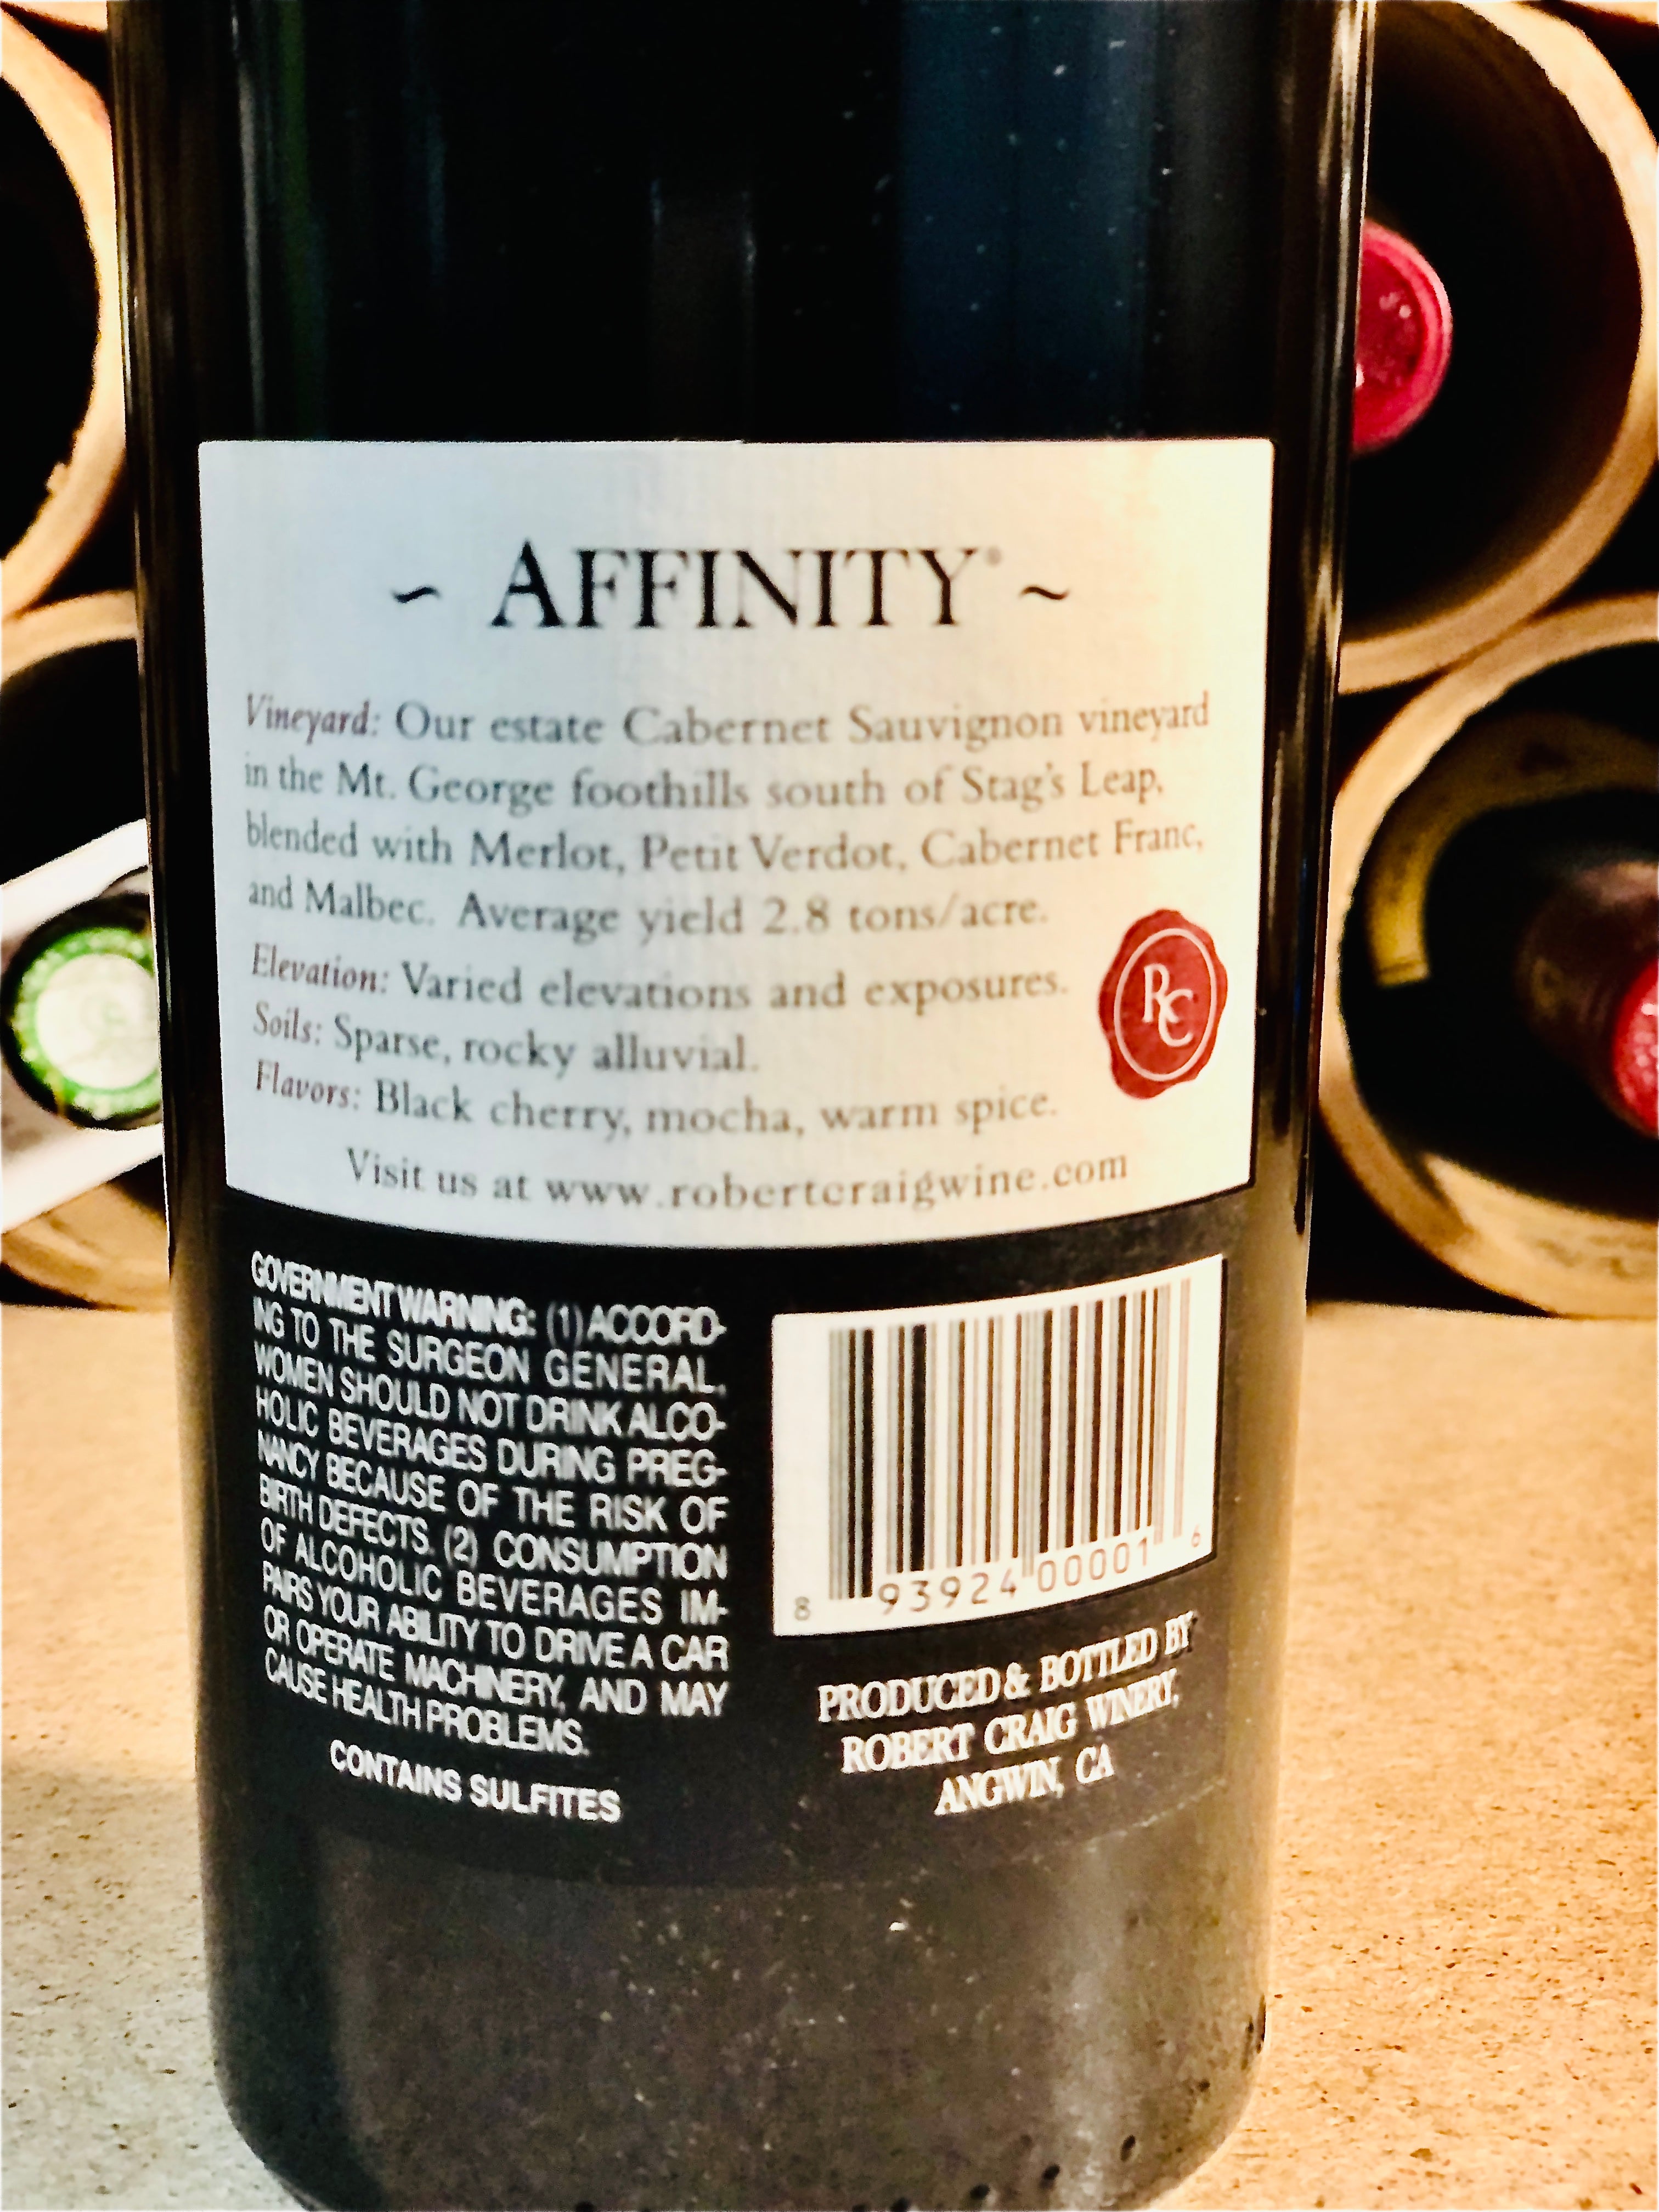 ~ AFFINITY® ~
Vineyard: Our estate Cabernet Sauvignon vineyard
in the Mt. George foothills south of Stag's Leap,
blended with Merlot, Petit Verdot, Cabernet Franc,
and Malbec. Average yield 2.8 tons/acre.
Elevation: Varied elevations and exposures.
Soils: Sparse, rocky alluvial.
Flavors: Black cherry, mocha, warm spice.
RC
Visit us at www.robertcraigwine.com
GOVERNMENT WARNING: (1) ACCORD-
ING TO THE SURGEON GENERAL,
WOMEN SHOULD NOT DRINK ALCO-
HOLIC BEVERAGES DURING PREG-
NANCY BECAUSE OF THE RISK OF
BIRTH DEFECTS. (2) CONSUMPTION
OF ALCOHOLIC BEVERAGES IM-
PAIRS YOUR ABILITY TO DRIVE A CAR
OR OPERATE MACHINERY, AND MAY
CAUSE HEALTH PROBLEMS.
CONTAINS SULFITES
8 93924 00001 6
PRODUCED & BOTTLED BY
ROBERT CRAIG WINERY,
ANGWIN, CA